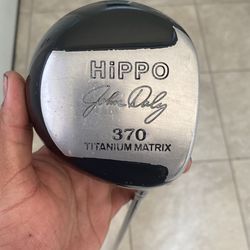 HiPPO
John Daly
370
TITANIUM MATRIX